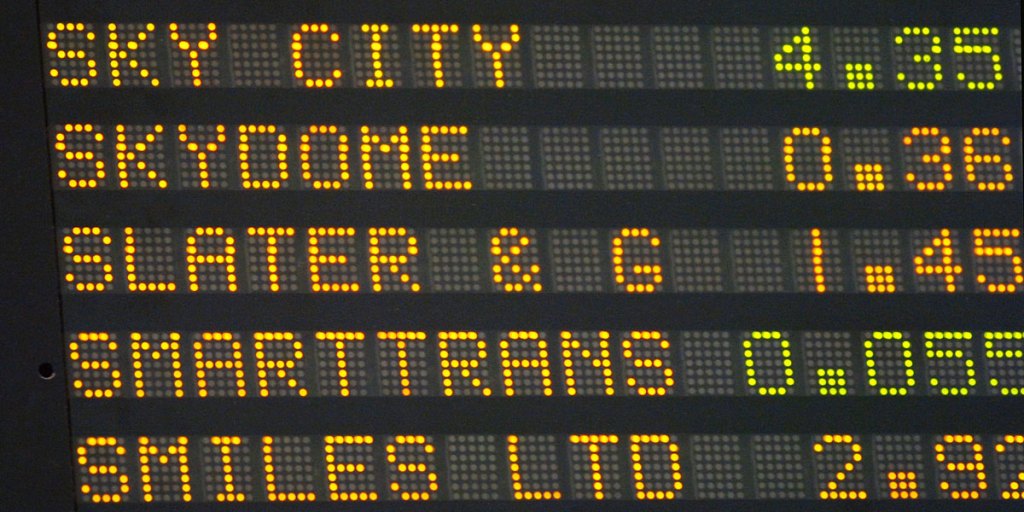 SKY CITY 4.35
SKYDOME 0.36
SLATER & G 1.45
SMARTTRANS 0.055
SMILES LTD 2.92